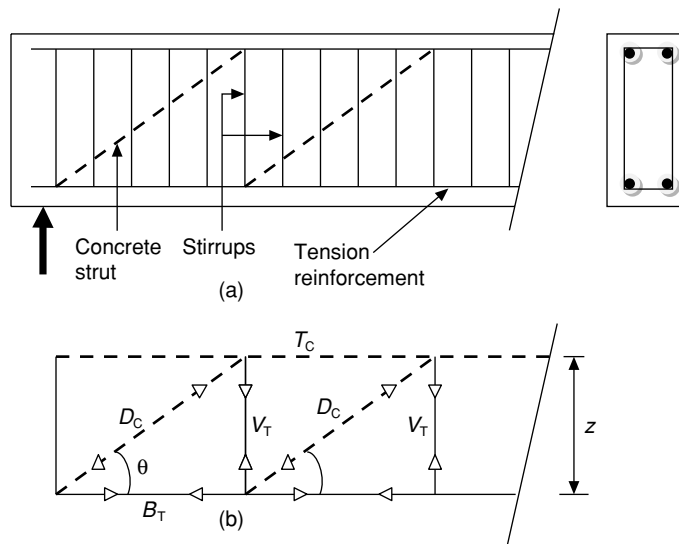 Concrete
strut
Stirrups
Tension
reinforcement
(a)
T_C
D_C
D_C
V_T
V_T
z
θ
B_T
(b)